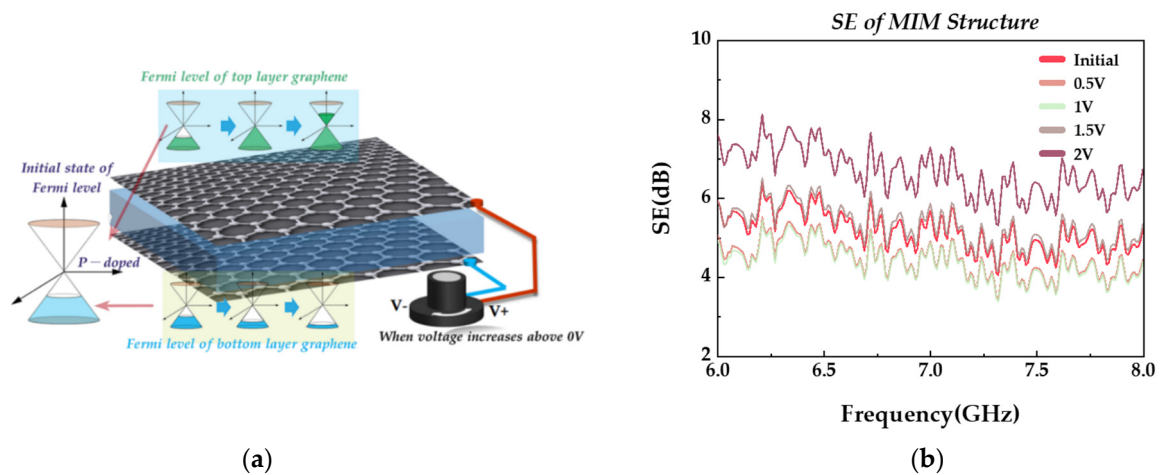 Fermi level of top layer graphene
Initial state of
Fermi level
P – doped
V-
V+
When voltage increases above 0V
Fermi level of bottom layer graphene
(a)
SE of MIM Structure
10
8
6
4
2
SE(dB)
Initial
0.5V
1V
1.5V
2V
6.0
6.5
7.0
7.5
8.0
Frequency(GHz)
(b)